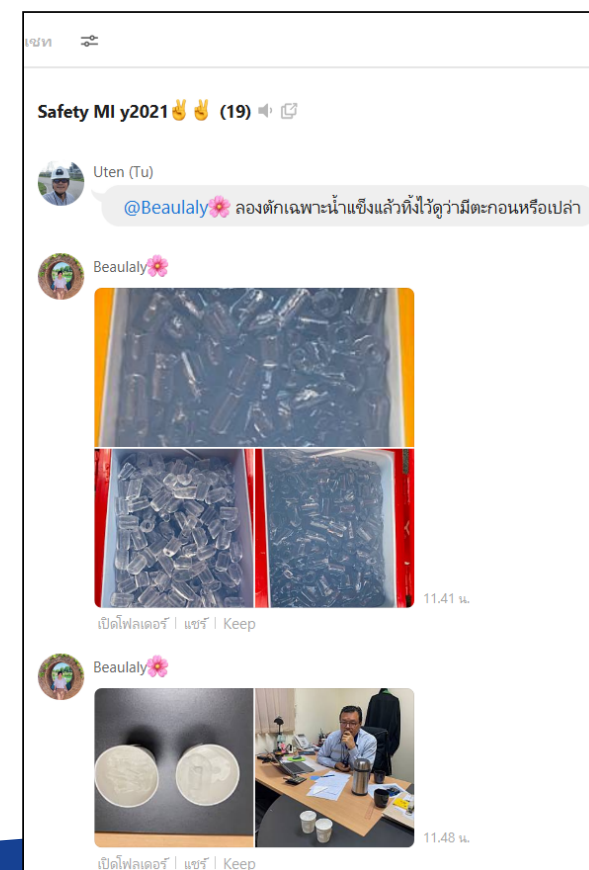 เซท
Safety MI y2021✌️✌️ (19)
Uten (Tu)
@Beaulaly🌸 ลองตักเฉพาะน้ำแข็งแล้วทิ้งไว้ดูว่ามีตะกอนหรือเปล่า
Beaulaly🌸
11.41 น.
เปิดโฟลเดอร์ | แชร์ | Keep
Beaulaly🌸
11.48 น.
เปิดโฟลเดอร์ | แชร์ | Keep